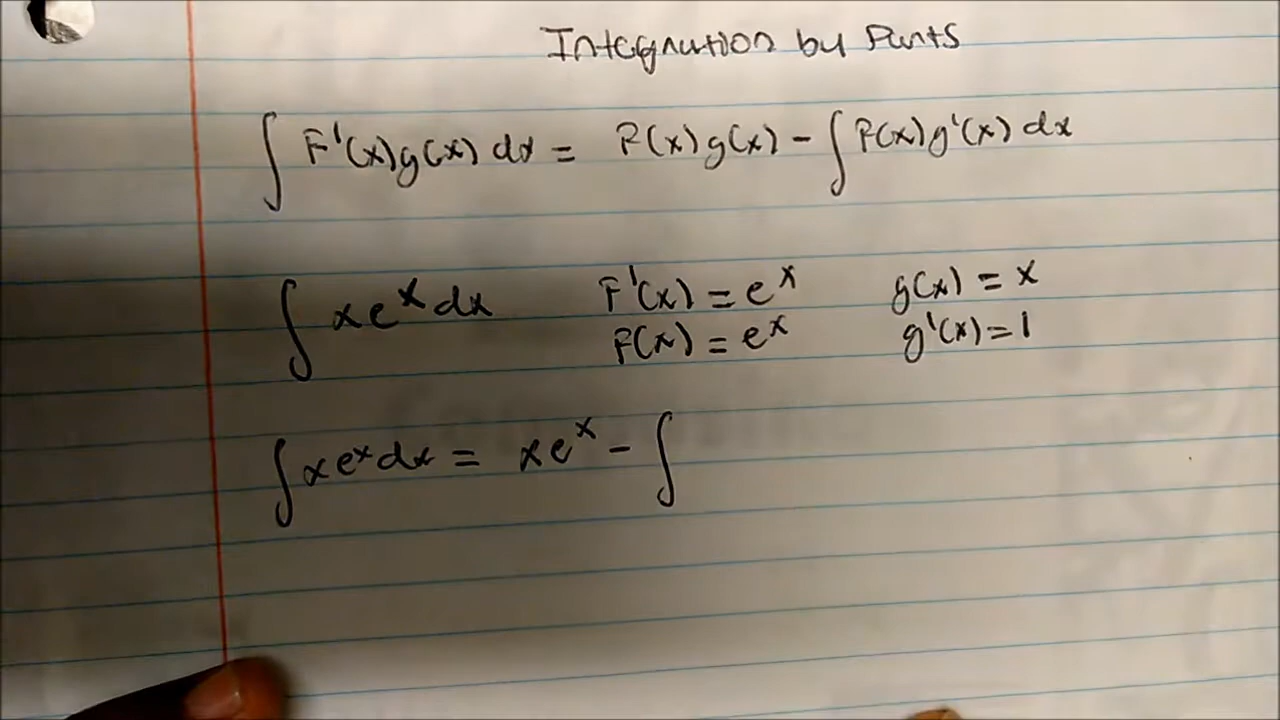 Integration by Parts
∫ F'(x)g(x) dx = F(x)g(x) - ∫ F(x)g'(x) dx
∫ xe^x dx F'(x) = e^x g(x) = x
F(x) = e^x g'(x) = 1
∫ xe^x dx = xe^x - ∫